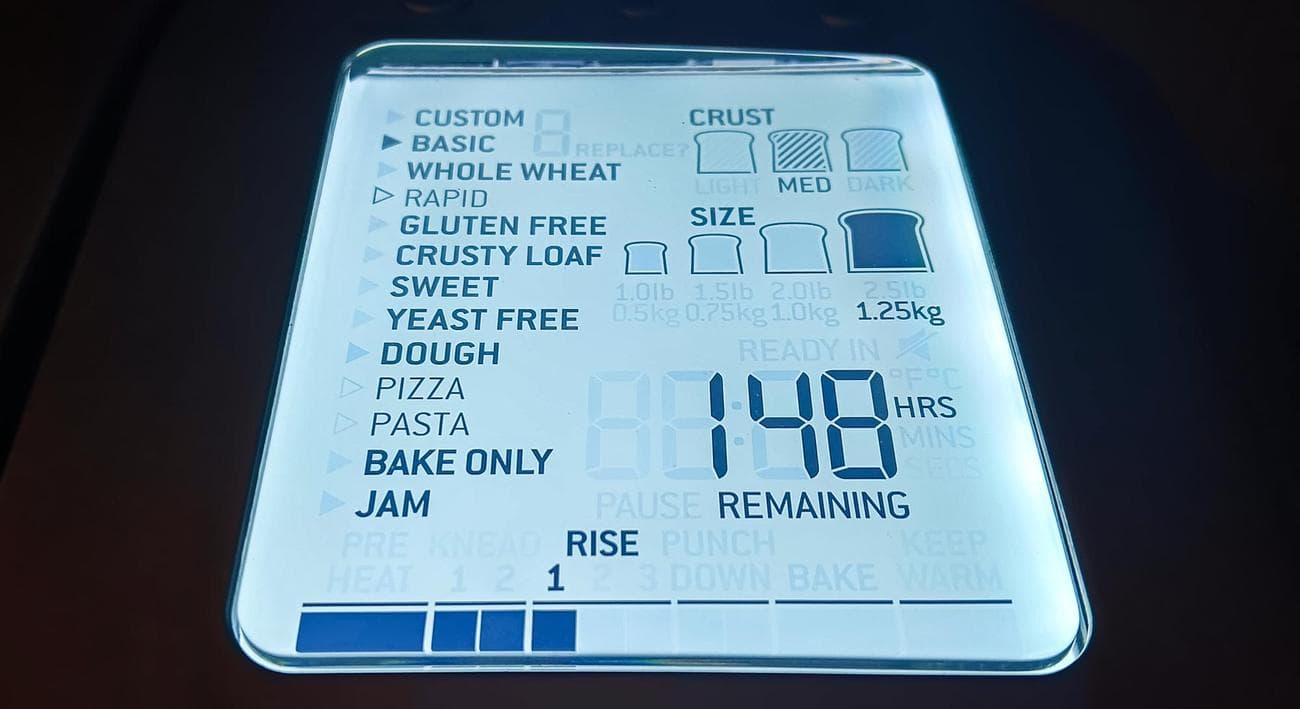 CUSTOM 8 REPLACE? CRUST
BASIC
WHOLE WHEAT
LIGHT MED DARK
RAPID
SIZE
GLUTEN FREE
CRUSTY LOAF
SWEET
1.0lb 1.5lb 2.0lb 2.5lb
YEAST FREE
0.5kg 0.75kg 1.0kg 1.25kg
DOUGH
READY IN
PIZZA
°F°C
148 HRS
PASTA
MINS
BAKE ONLY
SECS
JAM
PAUSE REMAINING
PRE KNEAD RISE PUNCH KEEP
HEAT 1 2 1 2 3 DOWN BAKE WARM